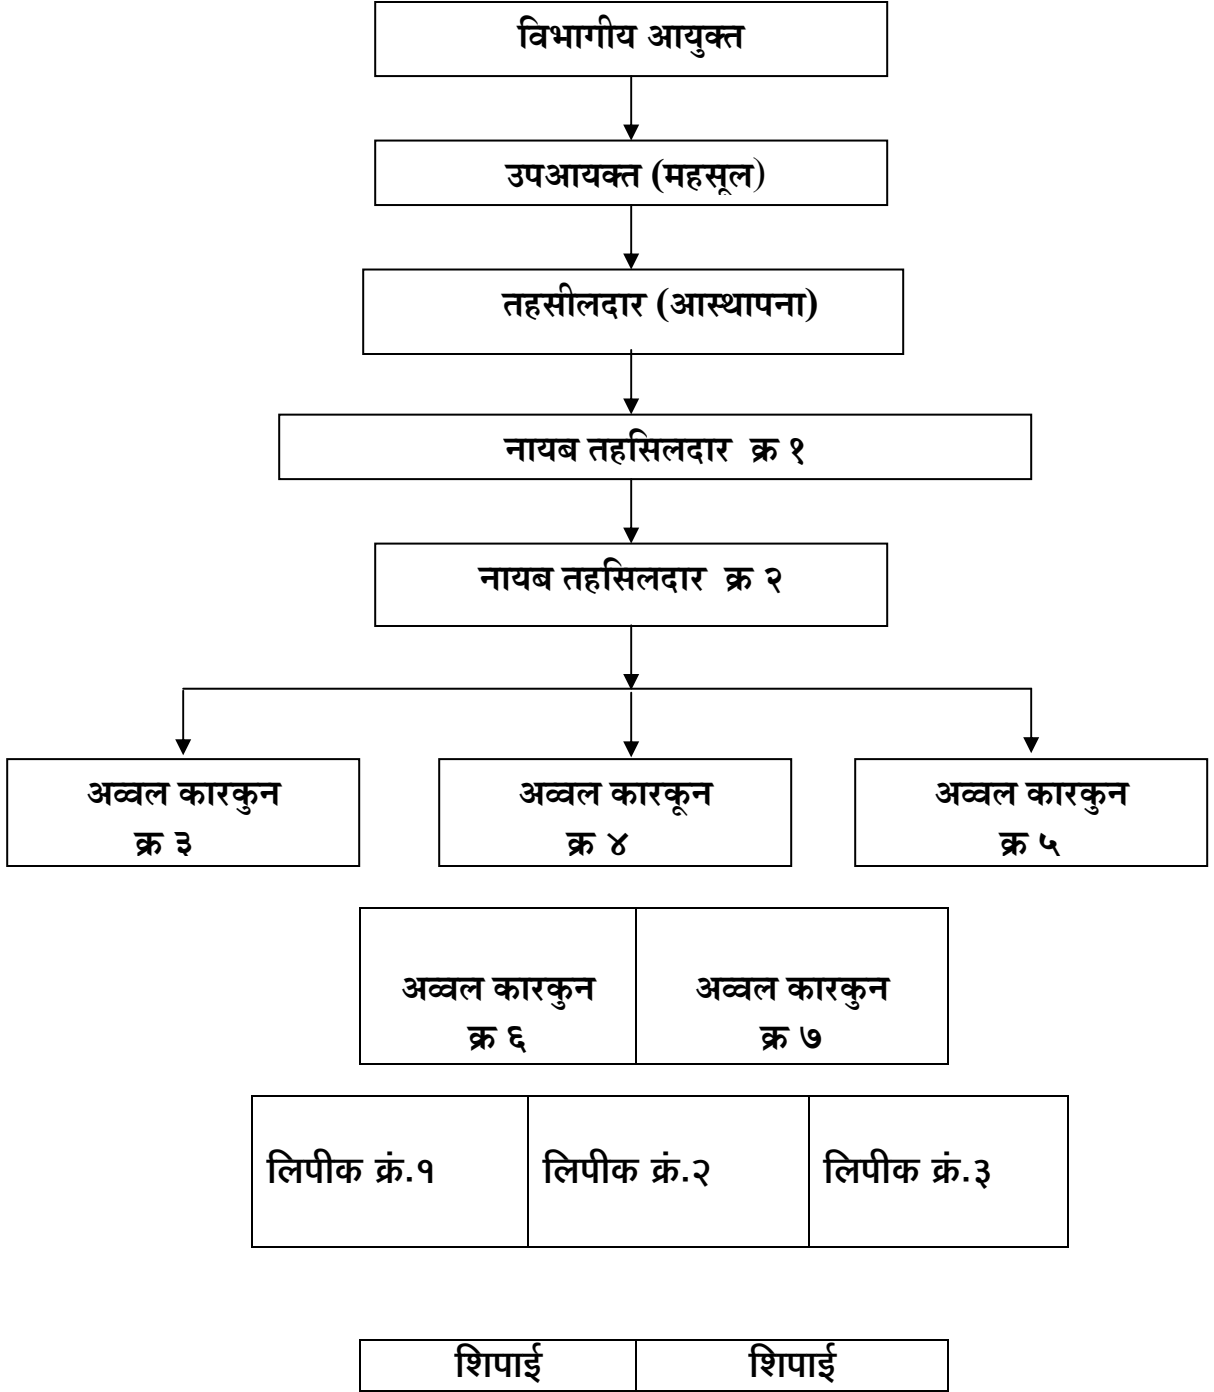 विभागीय आयुक्त
उपआयक्त (महसूल)
तहसीलदार (आस्थापना)
नायब तहसिलदार क्र १
नायब तहसिलदार क्र २
अव्वल कारकुन
क्र ३
अव्वल कारकून
क्र ४
अव्वल कारकुन
क्र ५
अव्वल कारकुन
क्र ६
अव्वल कारकुन
क्र ७
लिपीक क्रं.१
लिपीक क्रं.२
लिपीक क्रं.३
शिपाई
शिपाई